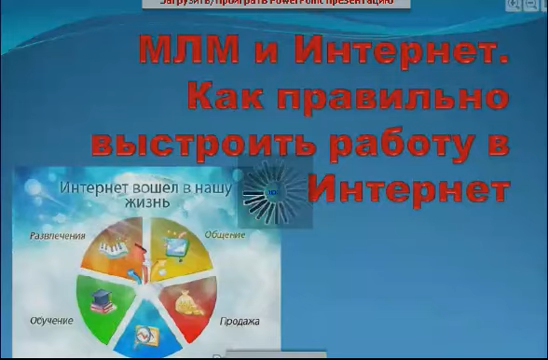 Загрузить/Проиграть PowerPoint презентацию
МЛМ и Интернет.
Как правильно
выстроить работу в
Интернет
Интернет вошел в нашу
жизнь
Развлечения
Общение
Обучение
Продажа